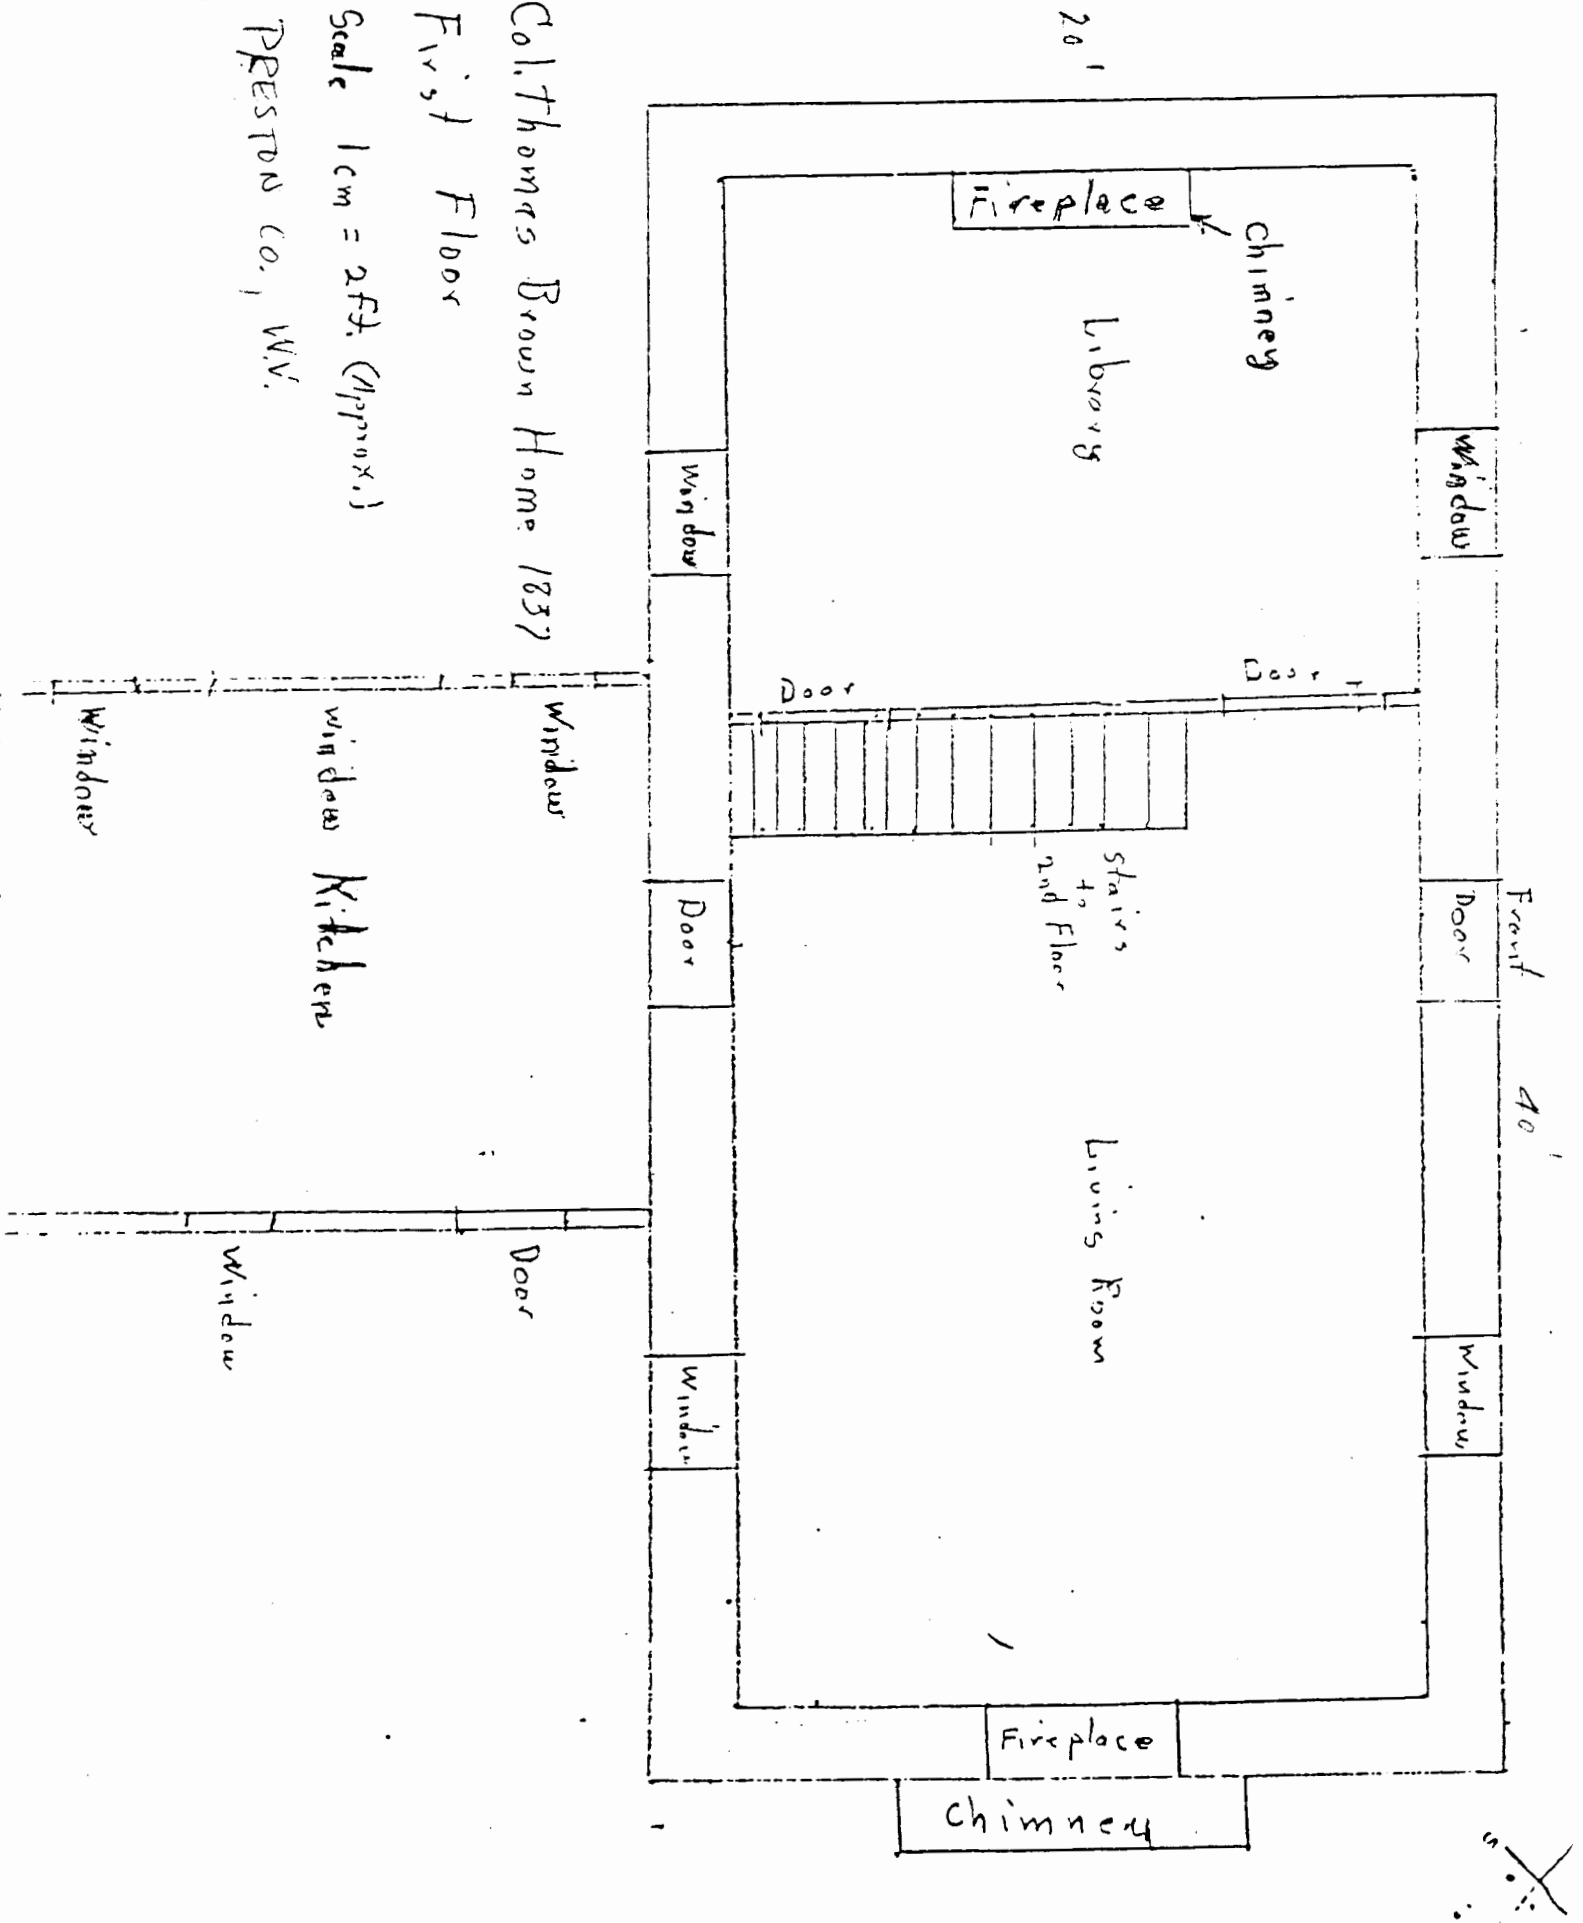 Front 40'
20'
Window
Door
Window
Chimney
Fireplace
Library
Door
Door
Stairs
to
2nd Floor
Living Room
Fireplace
Chimney
Window
Door
Window
Col. Thomas Brown Home 1837
First Floor
Scale 1cm = 2ft. (Approx.)
PRESTON CO., W.V.
Window
Window
Window
Kitchen
Door
Window